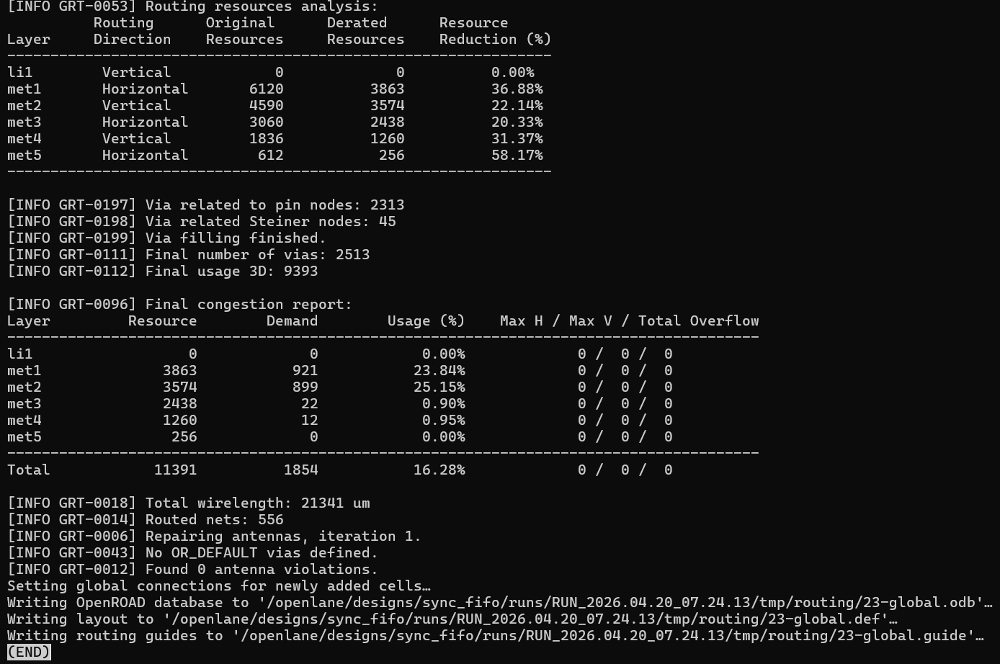 [INFO GRT-0053] Routing resources analysis:
          Routing      Original      Derated      Resource
Layer     Direction    Resources     Resources    Reduction (%)
---------------------------------------------------------------
li1        Vertical            0             0          0.00%
met1       Horizontal       6120          3863          36.88%
met2       Vertical         4590          3574          22.14%
met3       Horizontal       3060          2438          20.33%
met4       Vertical         1836          1260          31.37%
met5       Horizontal        612           256          58.17%
---------------------------------------------------------------
[INFO GRT-0197] Via related to pin nodes: 2313
[INFO GRT-0198] Via related Steiner nodes: 45
[INFO GRT-0199] Via filling finished.
[INFO GRT-0111] Final number of vias: 2513
[INFO GRT-0112] Final usage 3D: 9393
[INFO GRT-0096] Final congestion report:
Layer         Resource        Demand        Usage (%)    Max H / Max V / Total Overflow
---------------------------------------------------------------------------------------
li1                  0             0            0.00%             0 /  0 /  0
met1              3863           921           23.84%             0 /  0 /  0
met2              3574           899           25.15%             0 /  0 /  0
met3              2438            22            0.90%             0 /  0 /  0
met4              1260            12            0.95%             0 /  0 /  0
met5               256             0            0.00%             0 /  0 /  0
---------------------------------------------------------------------------------------
Total            11391          1854           16.28%             0 /  0 /  0
[INFO GRT-0018] Total wirelength: 21341 um
[INFO GRT-0014] Routed nets: 556
[INFO GRT-0006] Repairing antennas, iteration 1.
[INFO GRT-0043] No OR_DEFAULT vias defined.
[INFO GRT-0012] Found 0 antenna violations.
Setting global connections for newly added cells…
Writing OpenROAD database to '/openlane/designs/sync_fifo/runs/RUN_2026.04.20_07.24.13/tmp/routing/23-global.odb'…
Writing layout to '/openlane/designs/sync_fifo/runs/RUN_2026.04.20_07.24.13/tmp/routing/23-global.def'…
Writing routing guides to '/openlane/designs/sync_fifo/runs/RUN_2026.04.20_07.24.13/tmp/routing/23-global.guide'…
(END)